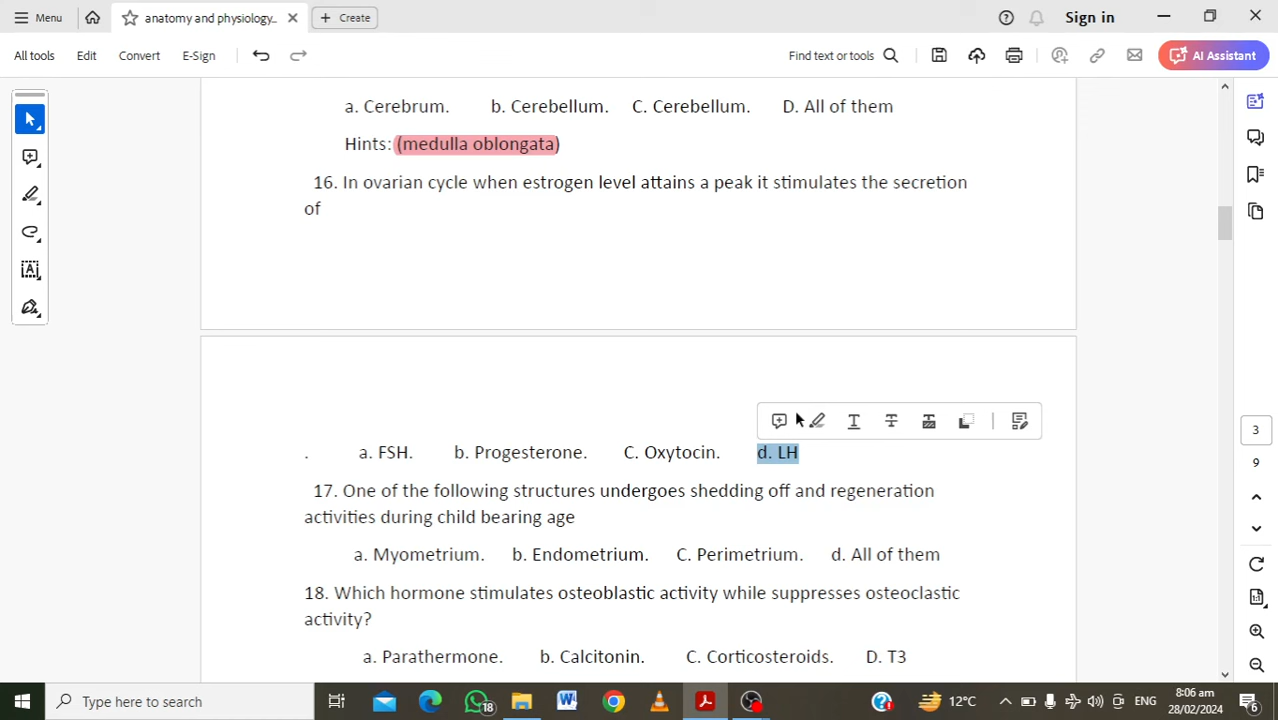 Menu
anatomy and physiology...
Create
Sign in
All tools
Edit
Convert
E-Sign
Find text or tools
AI Assistant
a. Cerebrum. b. Cerebellum. C. Cerebellum. D. All of them
Hints: (medulla oblongata)
16. In ovarian cycle when estrogen level attains a peak it stimulates the secretion
of
. a. FSH. b. Progesterone. C. Oxytocin. d. LH
17. One of the following structures undergoes shedding off and regeneration
activities during child bearing age
a. Myometrium. b. Endometrium. C. Perimetrium. d. All of them
18. Which hormone stimulates osteoblastic activity while suppresses osteoclastic
activity?
a. Parathermone. b. Calcitonin. C. Corticosteroids. D. T3
3
9
Type here to search
18
12°C
ENG
8:06 am
28/02/2024
6